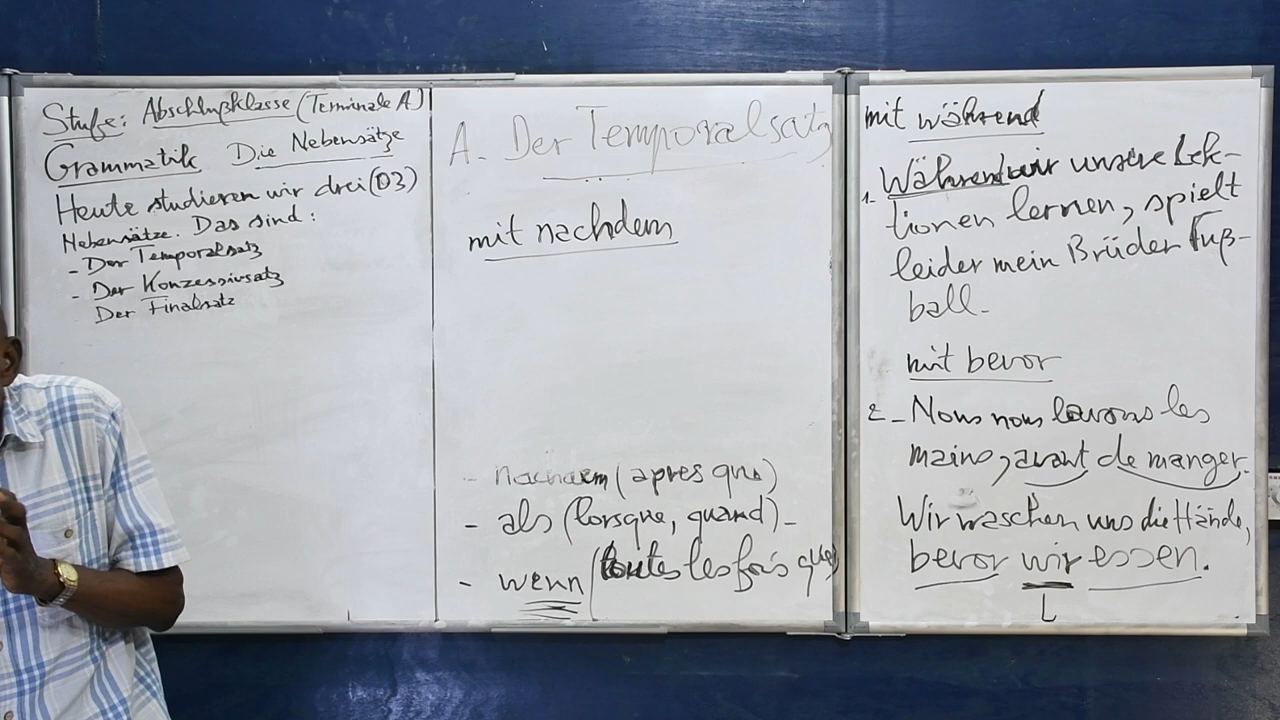 Stufe: Abschlußklasse (Terminale A)
Grammatik Die Nebensätze
Heute studieren wir drei (03)
Nebensätze. Das sind:
- Der Temporalsatz
- Der Konzessivsatz
Der Finalsatz
A- Der Temporalsatz
mit nachdem
- nachdem (apres que)
- als (lorsque, quand) -
- wenn (toutes les fois que)
mit während
1- Während wir unsere Lek-
tionen lernen, spielt
leider mein Brüder Fuß-
ball-
mit bevor
2- Nous nous lavons les
mains, avant de manger.
Wir waschen uns die Hände,
bevor wir essen.